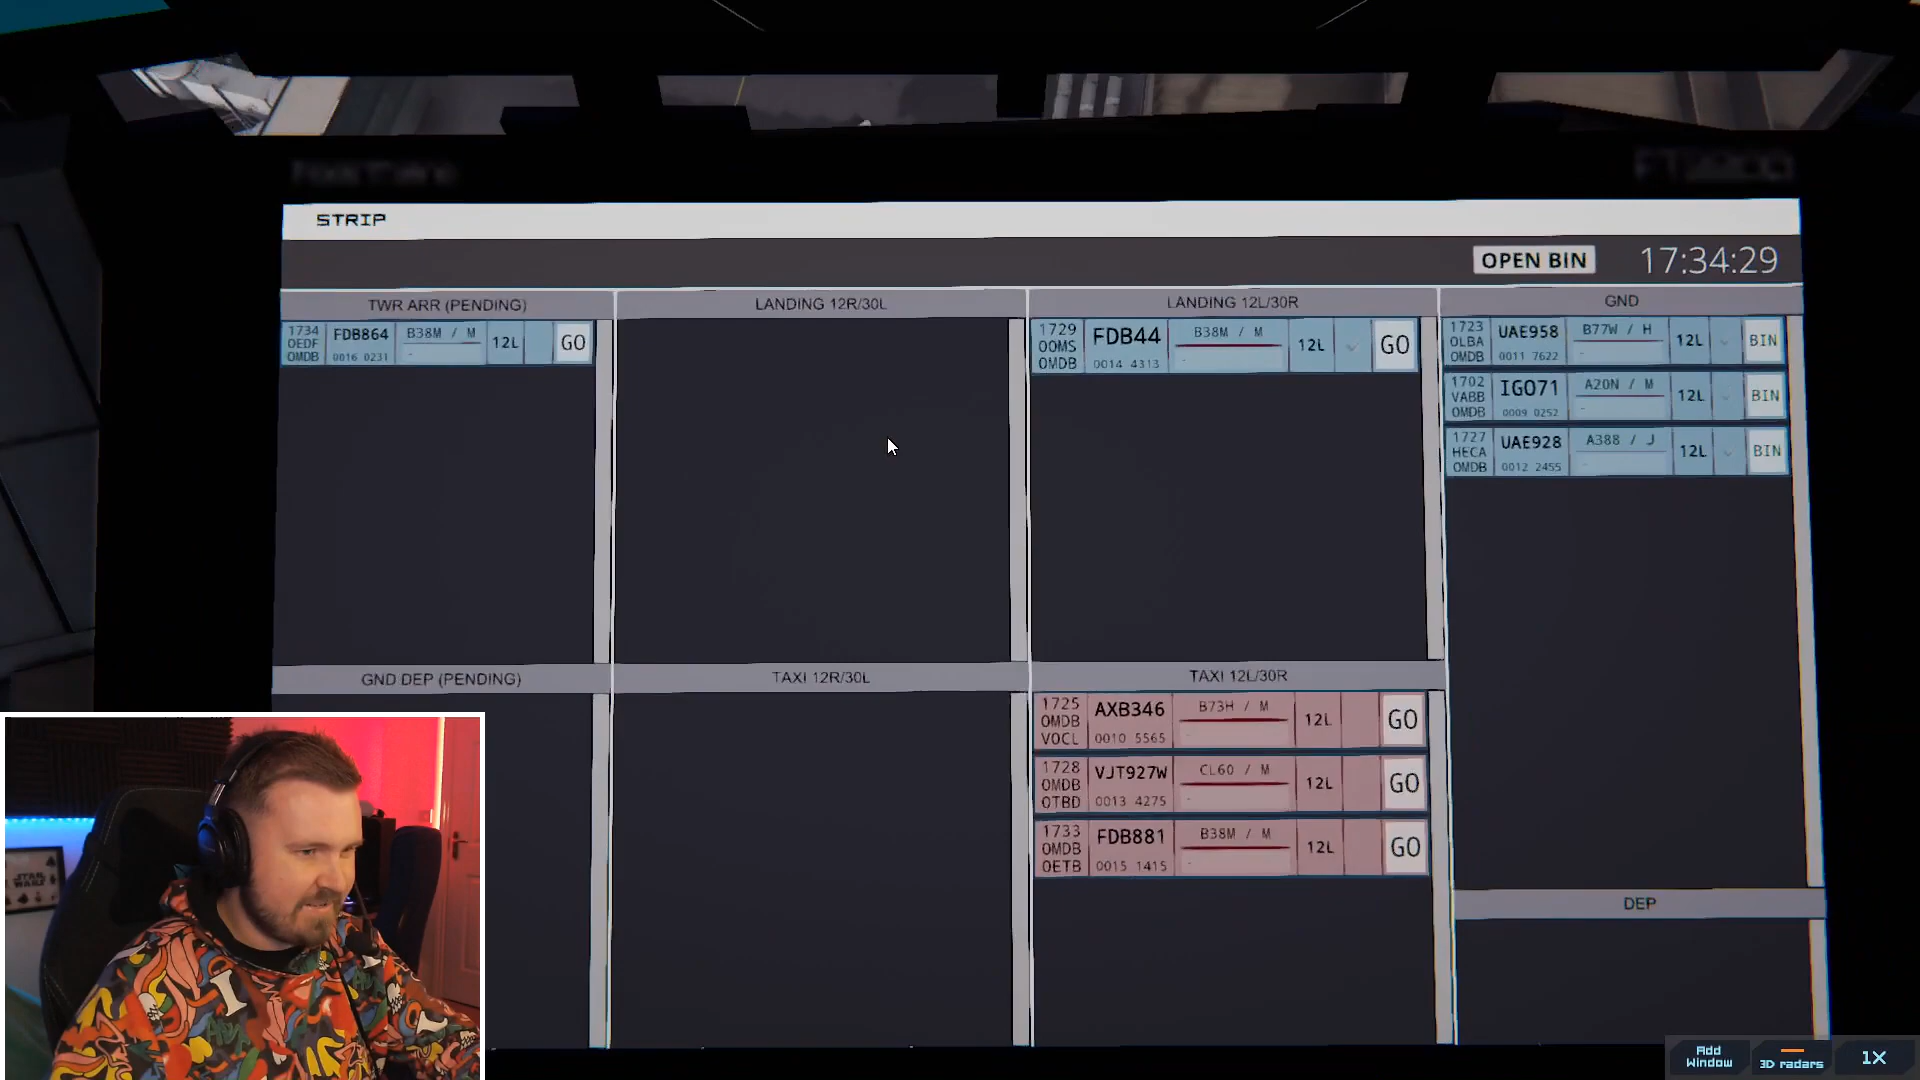 STRIP
OPEN BIN 17:34:29
TWR ARR (PENDING)
1734 OEDF OMDB FDB864 0016 0231 B38M / M - 12L GO
LANDING 12R/30L
LANDING 12L/30R
1729 OOMS OMDB FDB44 0014 4313 B38M / M - 12L GO
GND
1723 OLBA OMDB UAE958 0011 7622 B77W / H - 12L BIN
1702 VABB OMDB IGO71 0009 0252 A20N / M - 12L BIN
1727 HECA OMDB UAE928 0012 2455 A388 / J - 12L BIN
GND DEP (PENDING)
TAXI 12R/30L
TAXI 12L/30R
1725 OMDB VOCL AXB346 0010 5565 B73H / M - 12L GO
1728 OMDB OTBD VJT927W 0013 4275 CL60 / M - 12L GO
1733 OMDB OETB FDB881 0015 1415 B38M / M - 12L GO
DEP
STAR WARS
Add Window
3D radars
1X